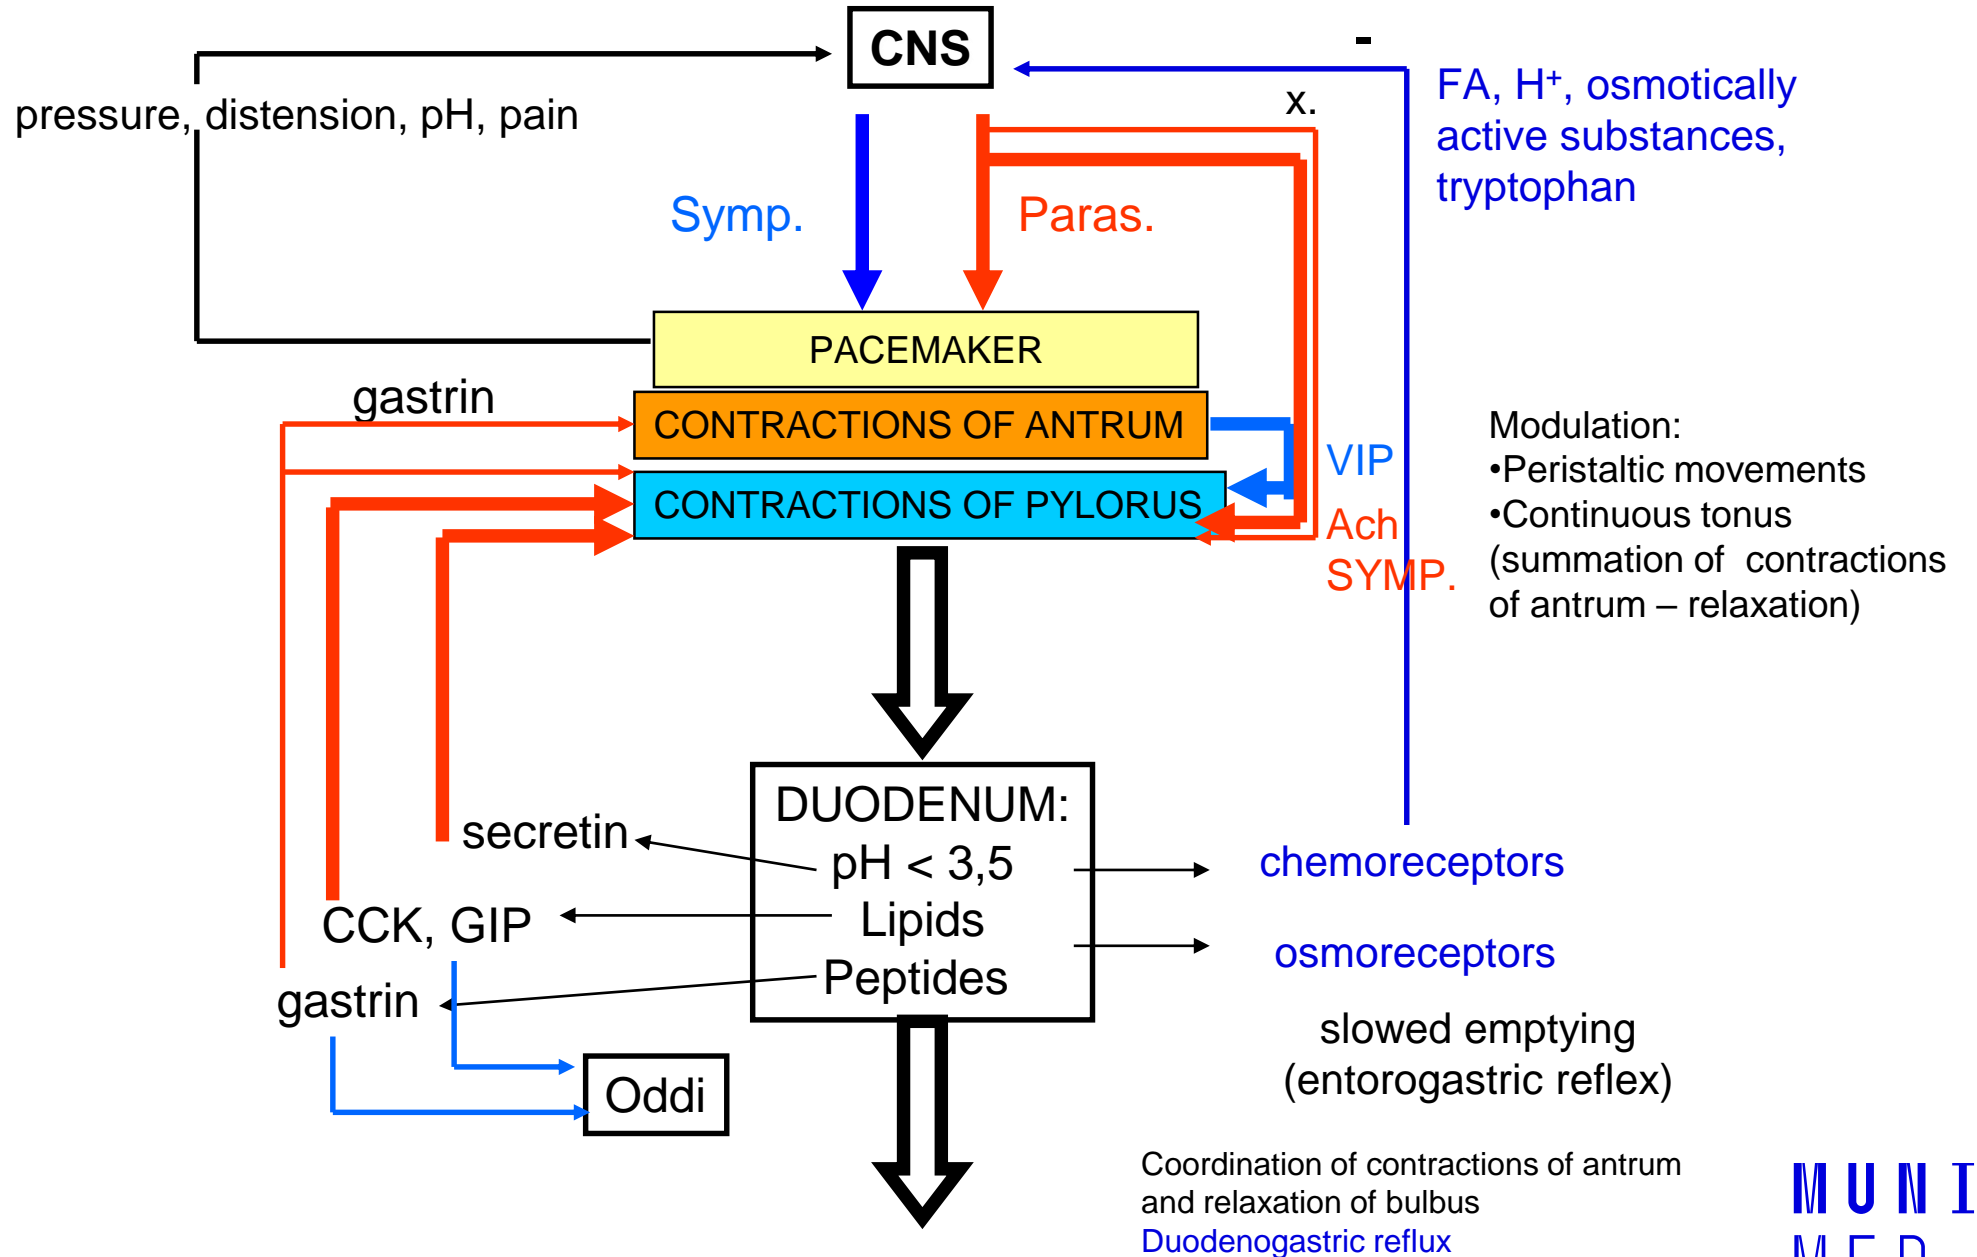 CNS
-
pressure, distension, pH, pain
x.
FA, H⁺, osmotically
active substances,
tryptophan
Symp.
Paras.
PACEMAKER
gastrin
CONTRACTIONS OF ANTRUM
CONTRACTIONS OF PYLORUS
VIP
Ach
SYMP.
Modulation:
•Peristaltic movements
•Continuous tonus
(summation of contractions
of antrum – relaxation)
DUODENUM:
pH < 3,5
Lipids
Peptides
secretin
CCK, GIP
gastrin
Oddi
chemoreceptors
osmoreceptors
slowed emptying
(entorogastric reflex)
Coordination of contractions of antrum
and relaxation of bulbus
Duodenogastric reflux
MUNI
MED